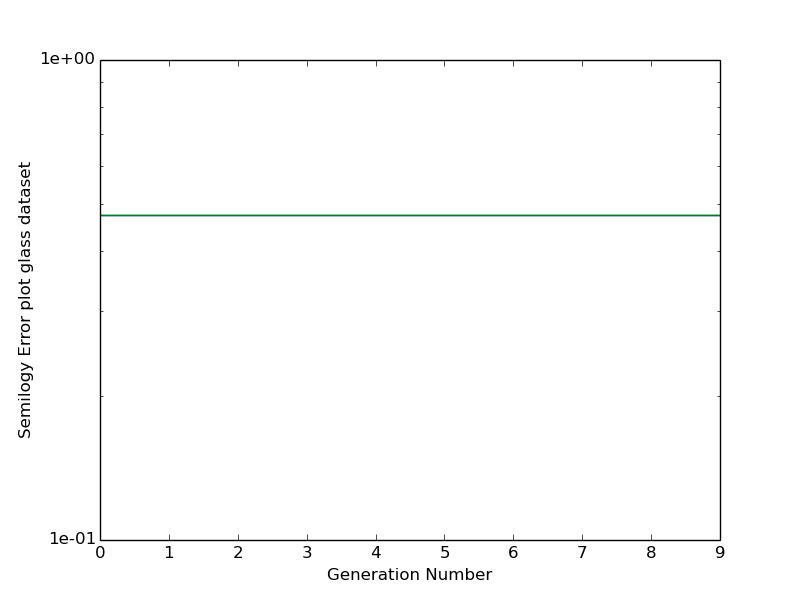 1e+00
Semilogy Error plot glass dataset
1e-01
0 1 2 3 4 5 6 7 8 9
Generation Number